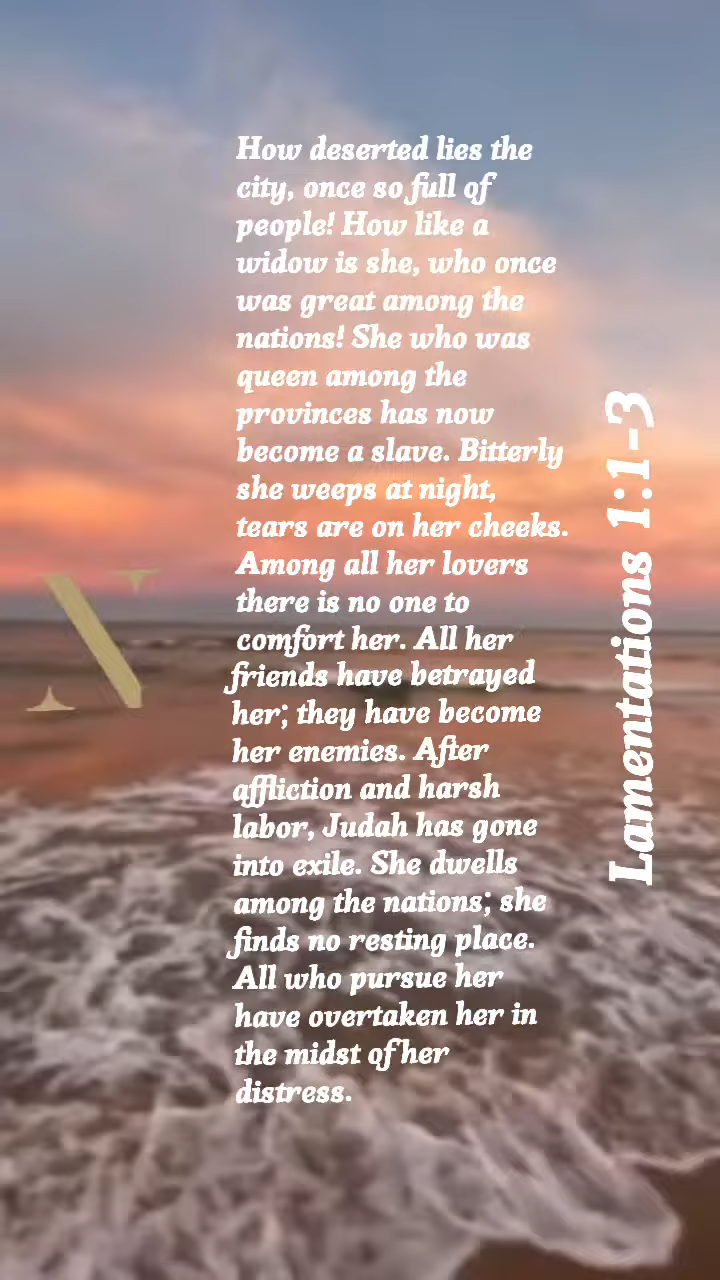 How deserted lies the
city, once so full of
people! How like a
widow is she, who once
was great among the
nations! She who was
queen among the
provinces has now
become a slave. Bitterly
she weeps at night,
tears are on her cheeks.
Among all her lovers
there is no one to
comfort her. All her
friends have betrayed
her; they have become
her enemies. After
affliction and harsh
labor, Judah has gone
into exile. She dwells
among the nations; she
finds no resting place.
All who pursue her
have overtaken her in
the midst of her
distress.
Lamentations 1:1-3